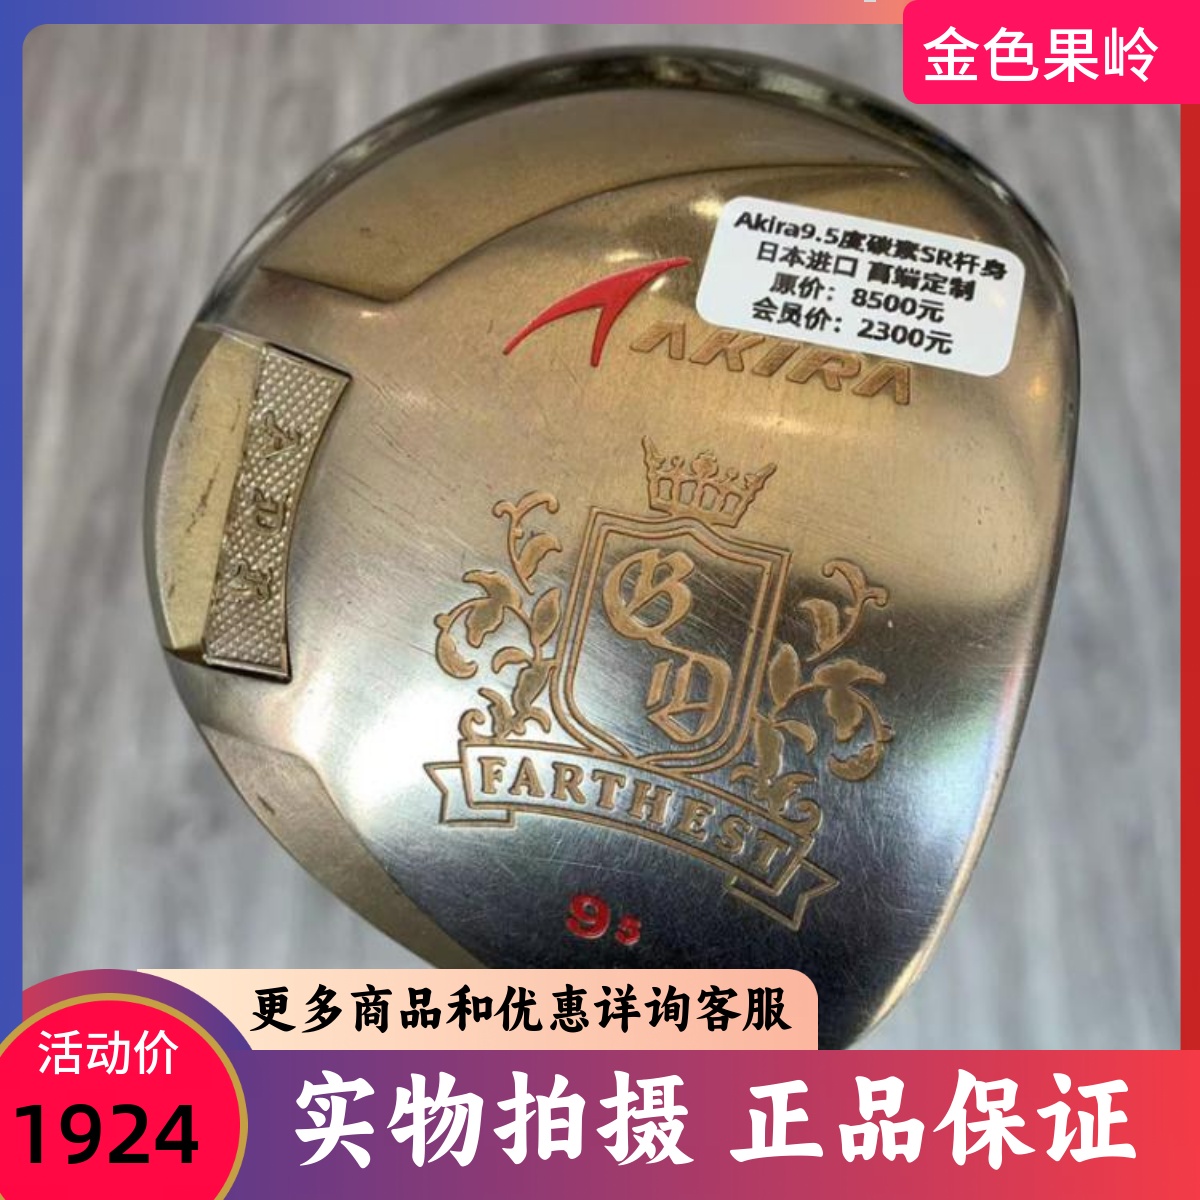 金色果岭
Akira9.5度碳素SR杆身
日本进口 高端定制
原价：8500元
会员价：2300元
AKIRA
ADK
GD
FARTHEST
9.5
更多商品和优惠详询客服
活动价
1924
实物拍摄 正品保证